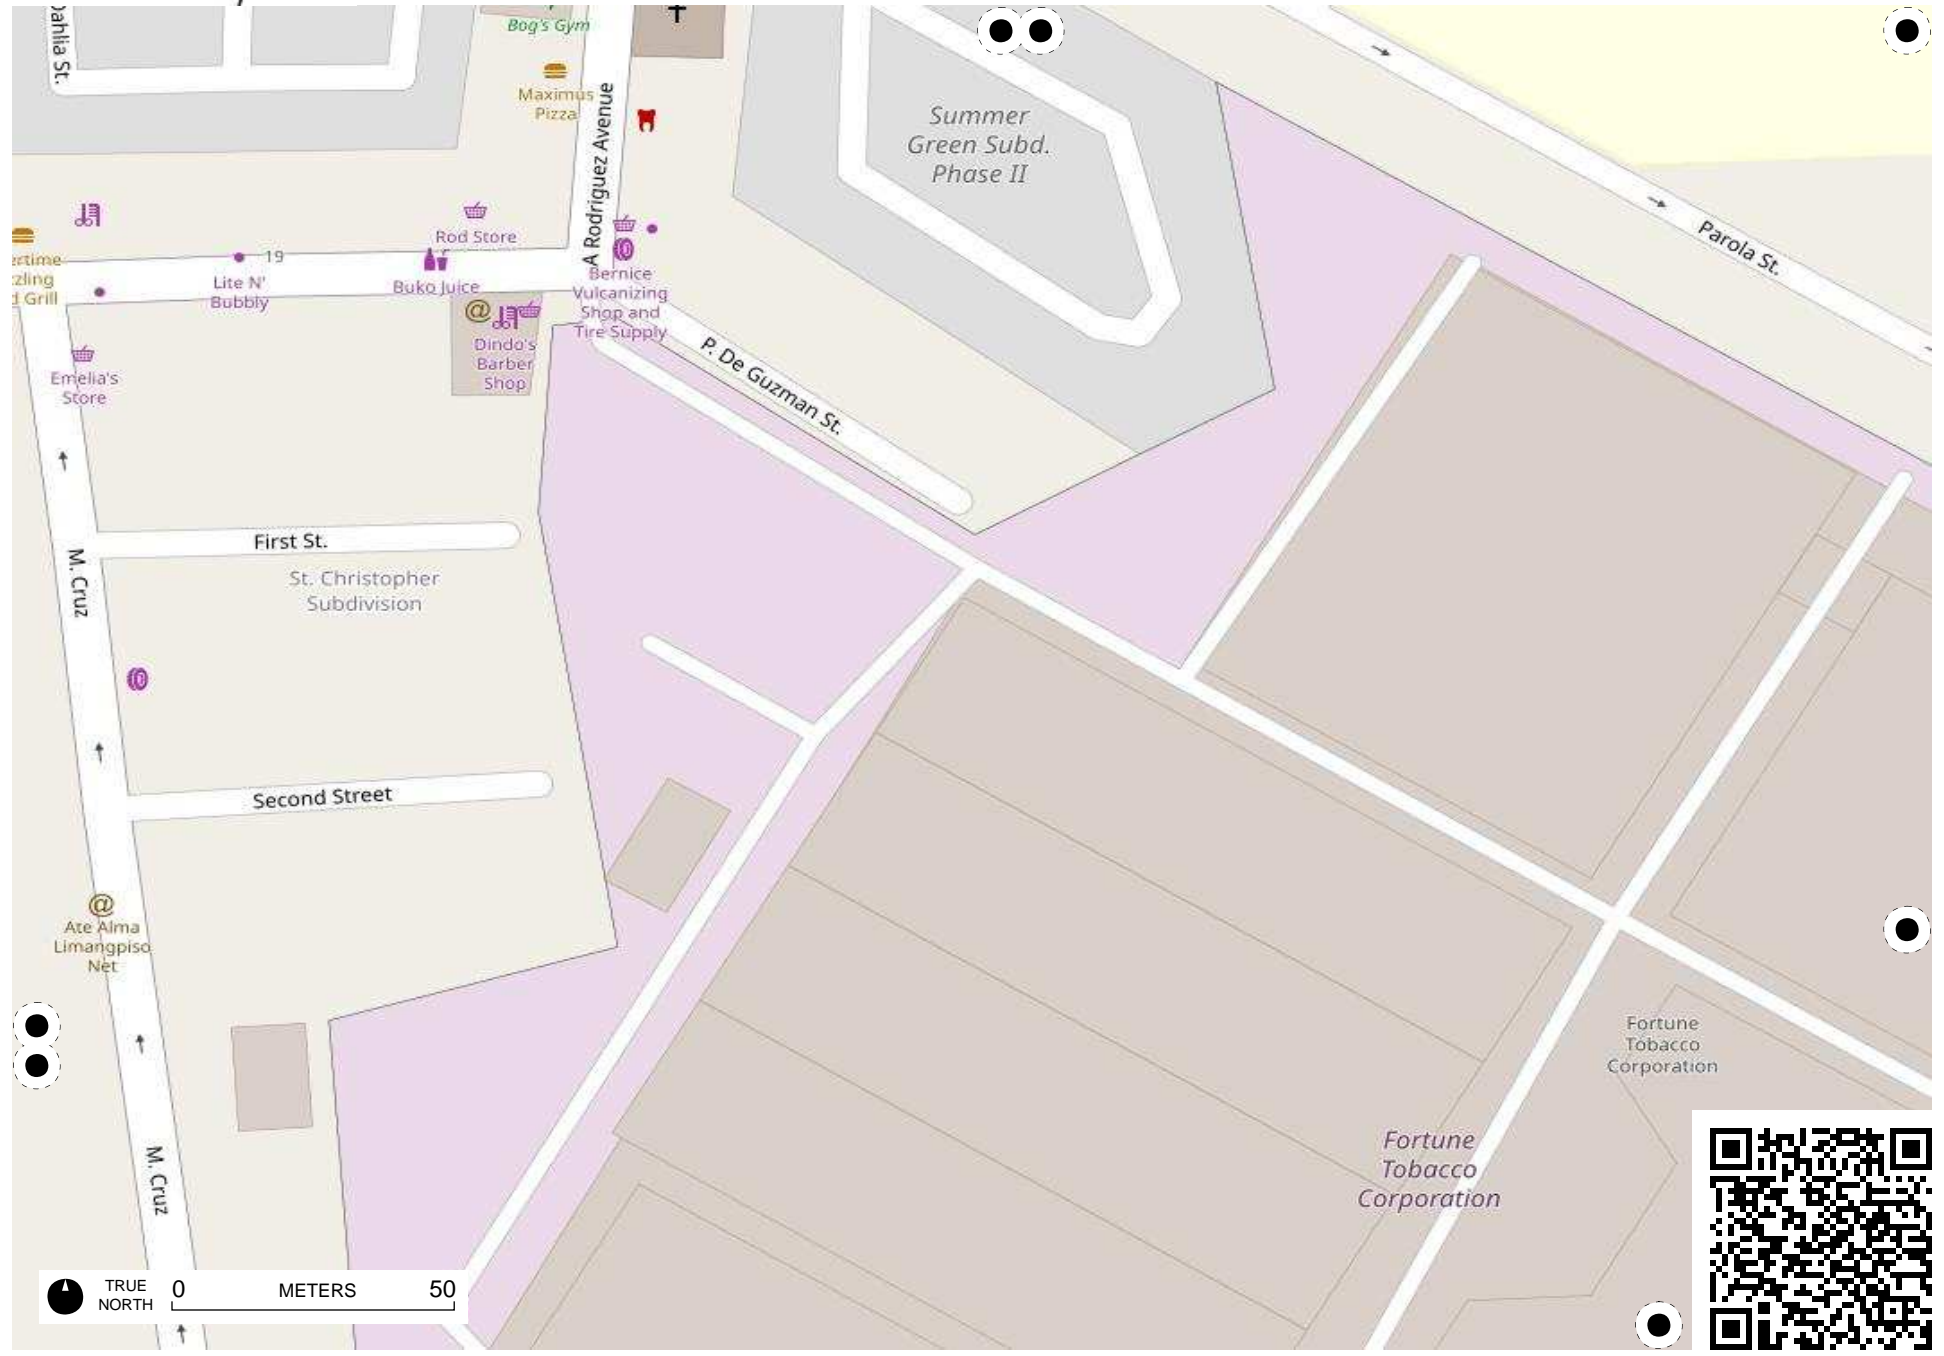 Dahlia St.
Bog's Gym
Maximus
Pizza
A Rodriguez Avenue
Summer
Green Subd.
Phase II
Parola St.
Rod Store
19
Lite N'
Bubbly
Buko Juice
Bernice
Vulcanizing
Shop and
Tire Supply
d Grill
@
Dindo's
Barber
Shop
Emelia's
Store
P. De Guzman St.
First St.
St. Christopher
Subdivision
M. Cruz
Second Street
@
Ate Alma
Limangpiso
Net
Fortune
Tobacco
Corporation
Fortune
Tobacco
Corporation
M. Cruz
TRUE
NORTH
0 METERS 50